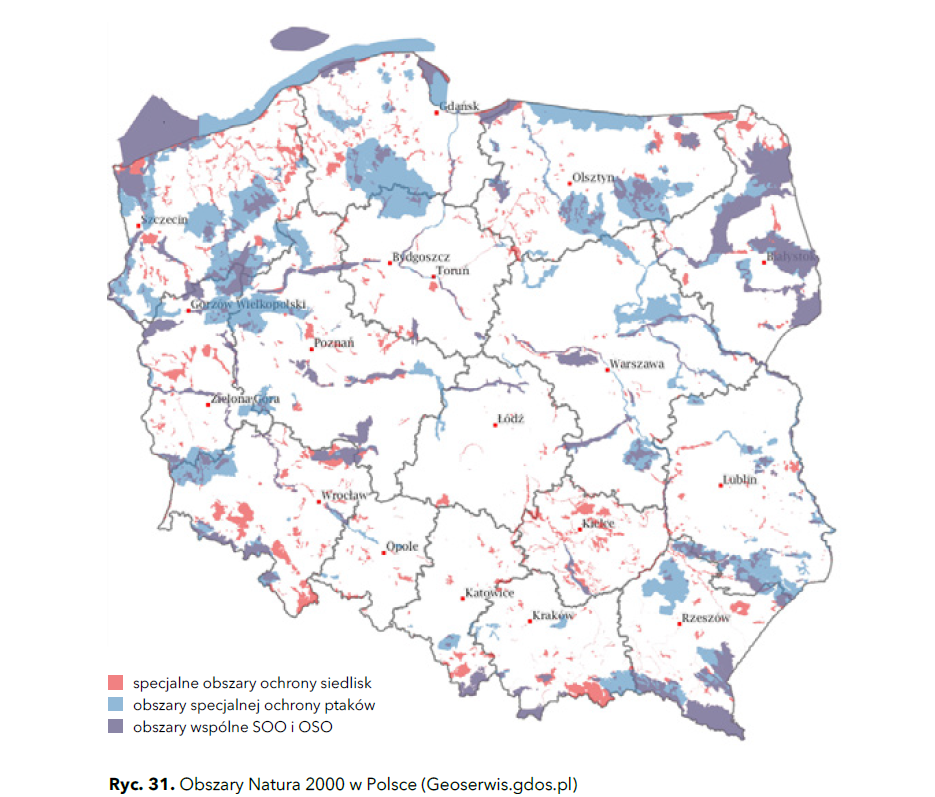 Gdańsk
Olsztyn
Szczecin
Bydgoszcz
Białystok
Toruń
Gorzów Wielkopolski
Poznań
Warszawa
Zielona Góra
Łódź
Lublin
Wrocław
Kielce
Opole
Katowice
Kraków
Rzeszów
specjalne obszary ochrony siedlisk
obszary specjalnej ochrony ptaków
obszary wspólne SOO i OSO
Ryc. 31. Obszary Natura 2000 w Polsce (Geoserwis.gdos.pl)